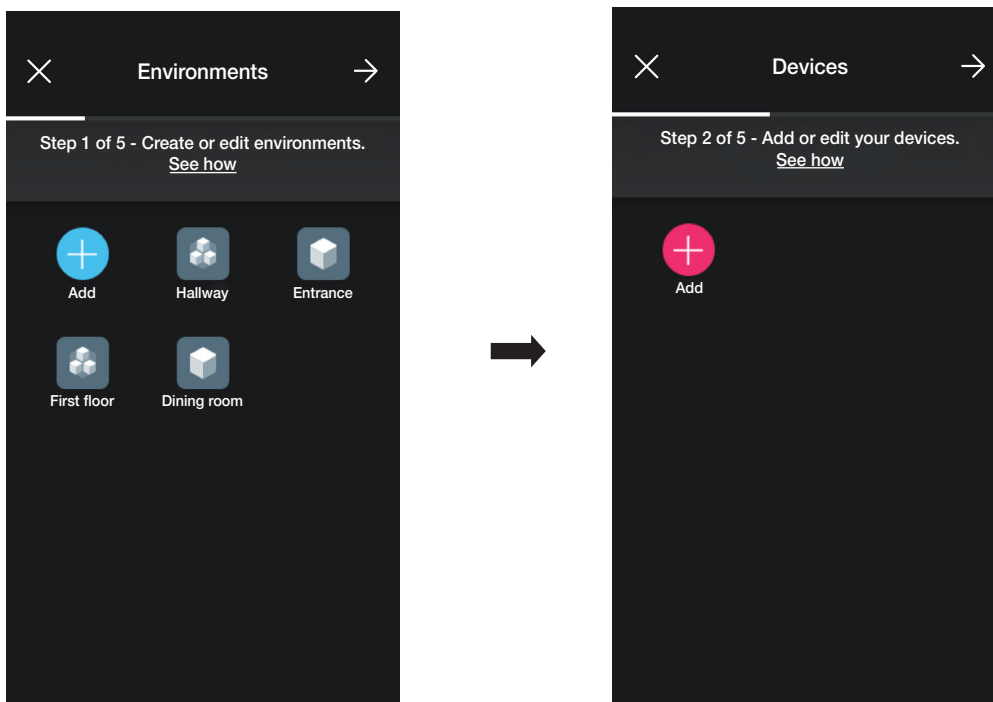 Environments
Step 1 of 5 - Create or edit environments.
See how
Add
Hallway
Entrance
First floor
Dining room
Devices
Step 2 of 5 - Add or edit your devices.
See how
Add